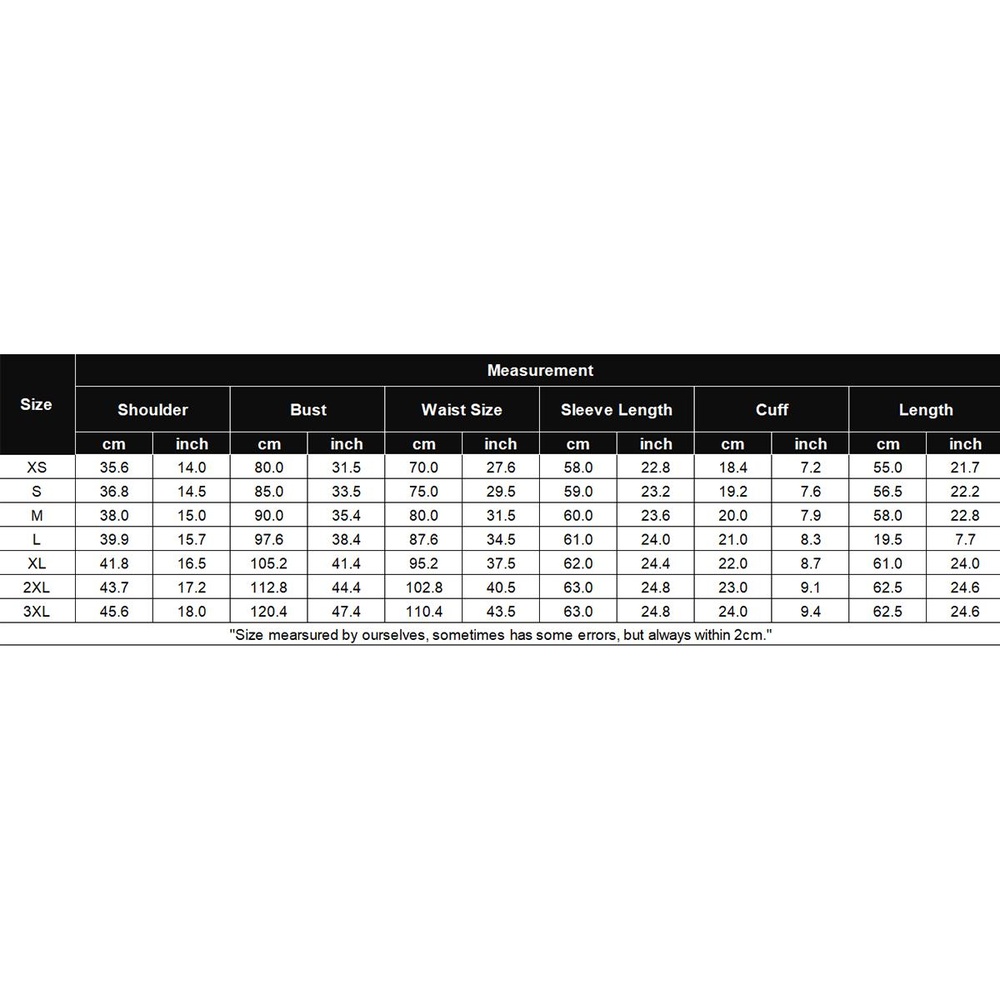 Measurement
Size
Shoulder Bust Waist Size Sleeve Length Cuff Length
cm inch cm inch cm inch cm inch cm inch cm inch
XS 35.6 14.0 80.0 31.5 70.0 27.6 58.0 22.8 18.4 7.2 55.0 21.7
S 36.8 14.5 85.0 33.5 75.0 29.5 59.0 23.2 19.2 7.6 56.5 22.2
M 38.0 15.0 90.0 35.4 80.0 31.5 60.0 23.6 20.0 7.9 58.0 22.8
L 39.9 15.7 97.6 38.4 87.6 34.5 61.0 24.0 21.0 8.3 19.5 7.7
XL 41.8 16.5 105.2 41.4 95.2 37.5 62.0 24.4 22.0 8.7 61.0 24.0
2XL 43.7 17.2 112.8 44.4 102.8 40.5 63.0 24.8 23.0 9.1 62.5 24.6
3XL 45.6 18.0 120.4 47.4 110.4 43.5 63.0 24.8 24.0 9.4 62.5 24.6
"Size mearsured by ourselves, sometimes has some errors, but always within 2cm."